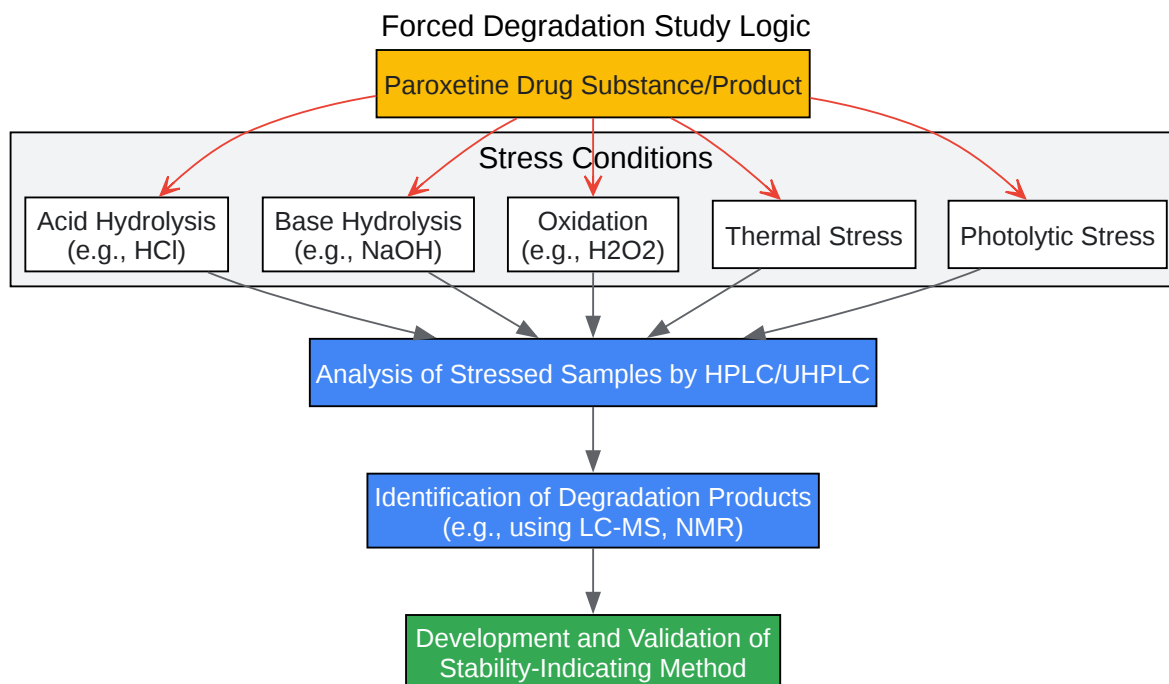 Forced Degradation Study Logic
Paroxetine Drug Substance/Product
Stress Conditions
Acid Hydrolysis
(e.g., HCl)
Base Hydrolysis
(e.g., NaOH)
Oxidation
(e.g., H2O2)
Thermal Stress
Photolytic Stress
Analysis of Stressed Samples by HPLC/UHPLC
Identification of Degradation Products
(e.g., using LC-MS, NMR)
Development and Validation of
Stability-Indicating Method